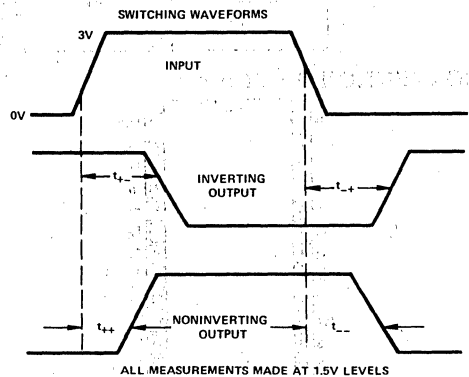 SWITCHING WAVEFORMS
3V
INPUT
0V
t+-
INVERTING
OUTPUT
t-+
t++
NONINVERTING
OUTPUT
t--
ALL MEASUREMENTS MADE AT 1.5V LEVELS